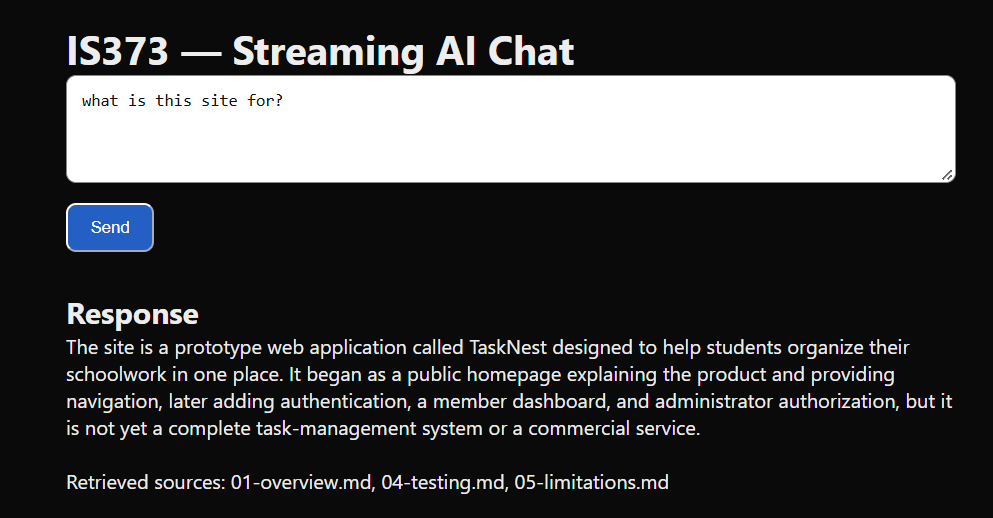 IS373 — Streaming AI Chat
what is this site for?
Send
Response
The site is a prototype web application called TaskNest designed to help students organize their
schoolwork in one place. It began as a public homepage explaining the product and providing
navigation, later adding authentication, a member dashboard, and administrator authorization, but it
is not yet a complete task-management system or a commercial service.
Retrieved sources: 01-overview.md, 04-testing.md, 05-limitations.md